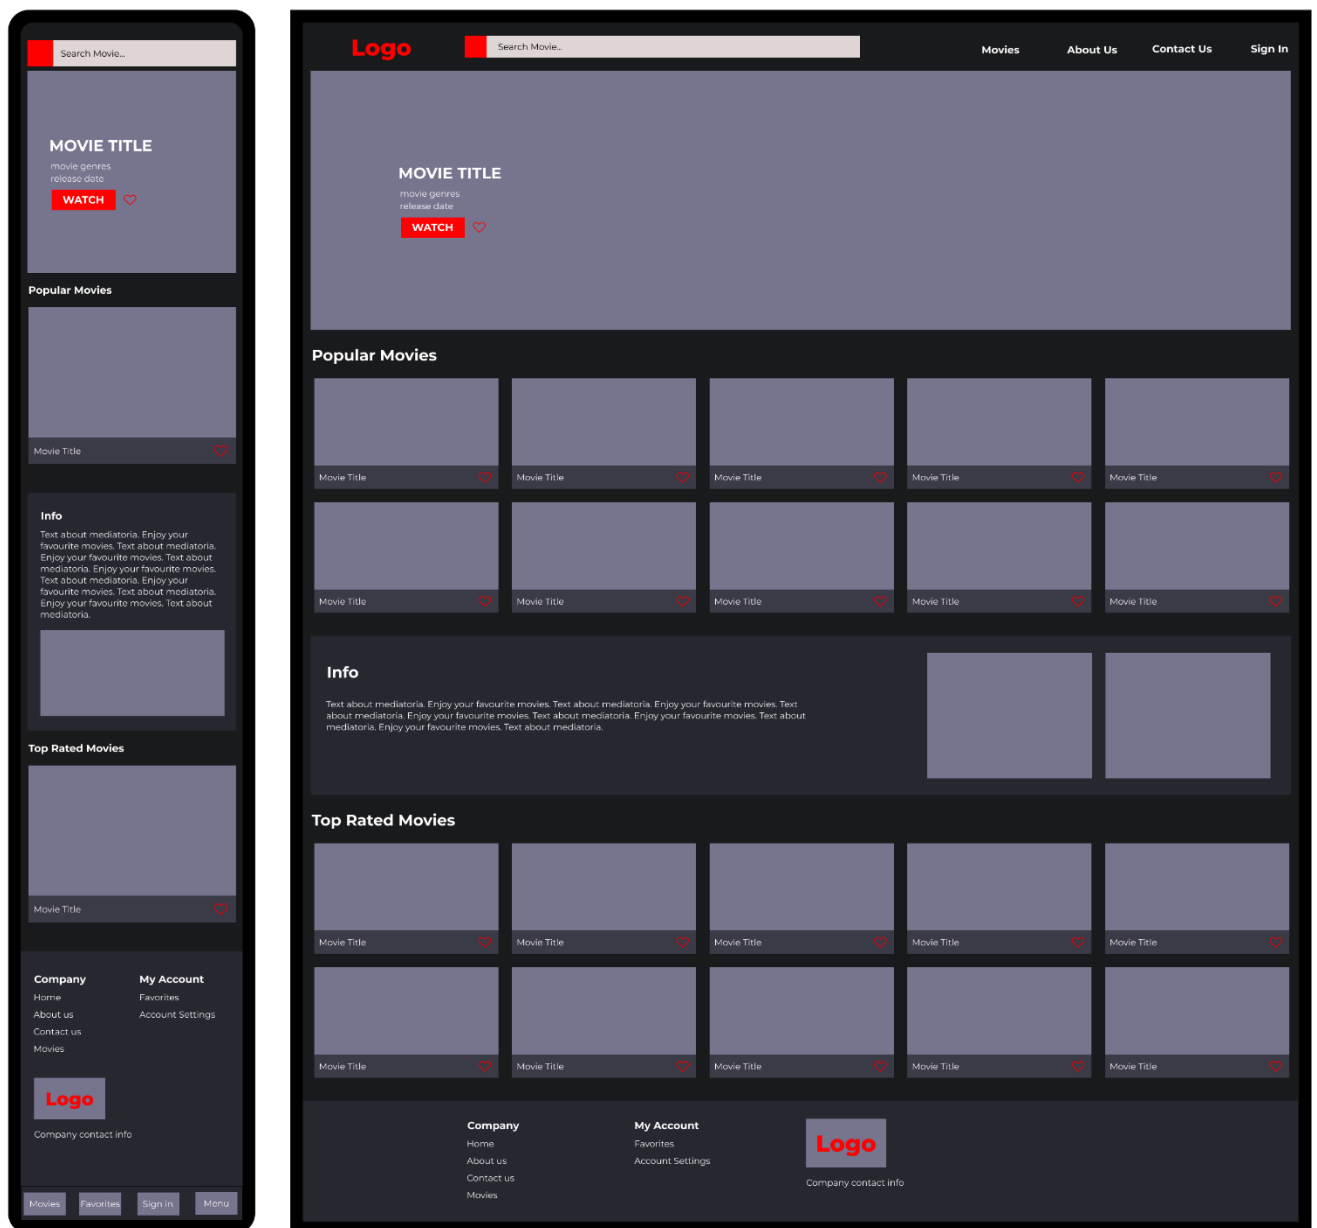 Search Movie...
MOVIE TITLE
movie genres
release date
WATCH
Popular Movies
Movie Title
Info
Text about mediatoria. Enjoy your
favourite movies. Text about mediatoria.
Enjoy your favourite movies. Text about
mediatoria. Enjoy your favourite movies.
Text about mediatoria. Enjoy your
favourite movies. Text about mediatoria.
Enjoy your favourite movies. Text about
mediatoria.
Top Rated Movies
Movie Title
Company My Account
Home Favorites
About us Account Settings
Contact us
Movies
Logo
Company contact info
Movies Favorites Sign in Menu
Logo Search Movie... Movies About Us Contact Us Sign In
MOVIE TITLE
movie genres
release date
WATCH
Popular Movies
Movie Title Movie Title Movie Title Movie Title Movie Title
Movie Title Movie Title Movie Title Movie Title Movie Title
Info
Text about mediatoria. Enjoy your favourite movies. Text about mediatoria. Enjoy your favourite movies. Text
about mediatoria. Enjoy your favourite movies. Text about mediatoria. Enjoy your favourite movies. Text about
mediatoria. Enjoy your favourite movies. Text about mediatoria.
Top Rated Movies
Movie Title Movie Title Movie Title Movie Title Movie Title
Movie Title Movie Title Movie Title Movie Title Movie Title
Company My Account
Home Favorites
About us Account Settings
Contact us
Movies
Logo
Company contact info